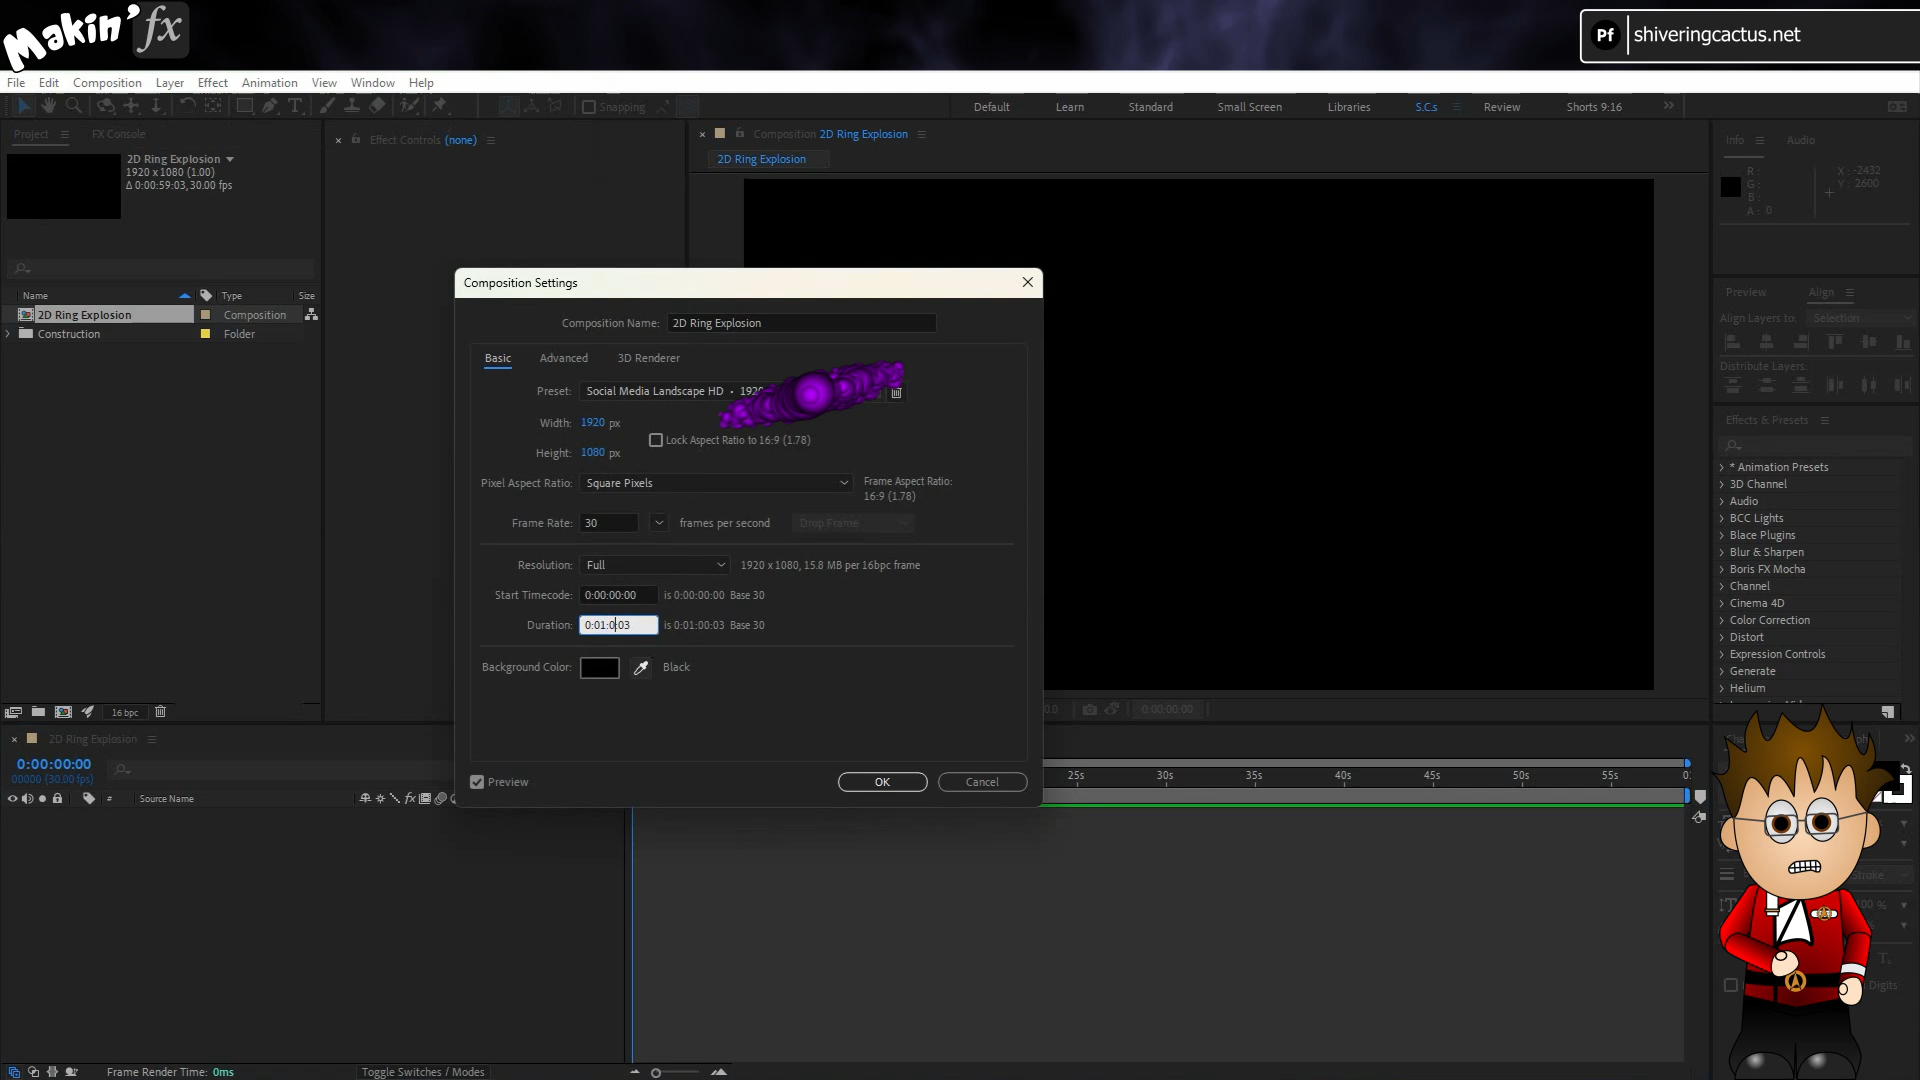 Makin' fx
Pf shiveringcactus.net
File Edit Composition Layer Effect Animation View Window Help
Snapping
Default Learn Standard Small Screen Libraries S.C.s Review Shorts 9:16
Project FX Console
2D Ring Explosion
1920 x 1080 (1.00)
Δ 0:00:59:03, 30.00 fps
Name Type Size
2D Ring Explosion Composition
Construction Folder
16 bpc
Effect Controls (none)
Composition 2D Ring Explosion
2D Ring Explosion
Composition Settings
Composition Name: 2D Ring Explosion
Basic Advanced 3D Renderer
Preset: Social Media Landscape HD • 1920
Width: 1920 px
Lock Aspect Ratio to 16:9 (1.78)
Height: 1080 px
Pixel Aspect Ratio: Square Pixels
Frame Aspect Ratio:
16:9 (1.78)
Frame Rate: 30 frames per second Drop Frame
Resolution: Full 1920 x 1080, 15.8 MB per 16bpc frame
Start Timecode: 0:00:00:00 is 0:00:00:00 Base 30
Duration: 0:01:0:03 is 0:01:00:03 Base 30
Background Color: Black
Preview OK Cancel
0:00:00:00
Info Audio
R :
G :
B :
A : 0
X : -2432
Y : 2600
Preview Align
Align Layers to: Selection
Distribute Layers:
Effects & Presets
* Animation Presets
3D Channel
Audio
BCC Lights
Blace Plugins
Blur & Sharpen
Boris FX Mocha
Channel
Cinema 4D
Color Correction
Distort
Expression Controls
Generate
Helium
2D Ring Explosion
0:00:00:00
00000 (30.00 fps)
# Source Name
25s 30s 35s 40s 45s 50s 55s
Stroke
100 %
Digits
Frame Render Time: 0ms Toggle Switches / Modes